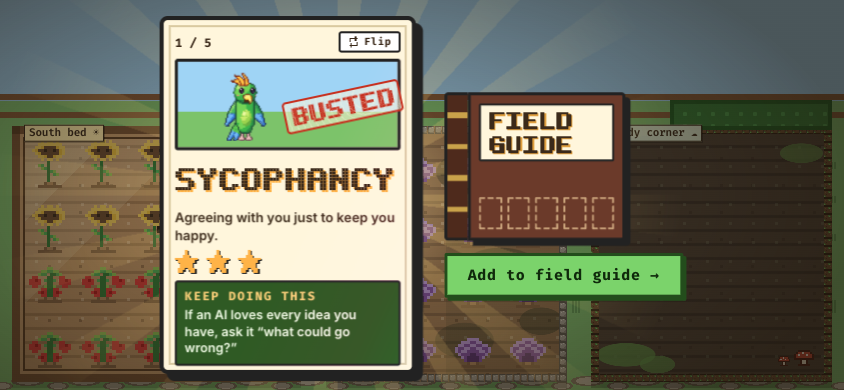 1 / 5
Flip
BUSTED
SYCOPHANCY
Agreeing with you just to keep you
happy.
KEEP DOING THIS
If an AI loves every idea you
have, ask it “what could go
wrong?”
FIELD
GUIDE
Add to field guide →
South bed ☀
dy corner ☁